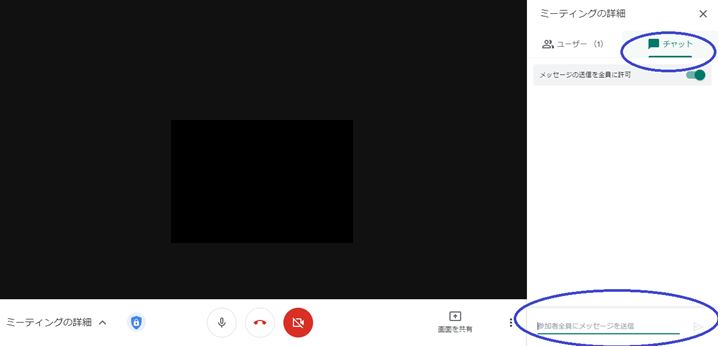 ミーティングの詳細
ユーザー (1)
チャット
メッセージの送信を全員に許可
参加者全員にメッセージを送信
ミーティングの詳細
画面を共有